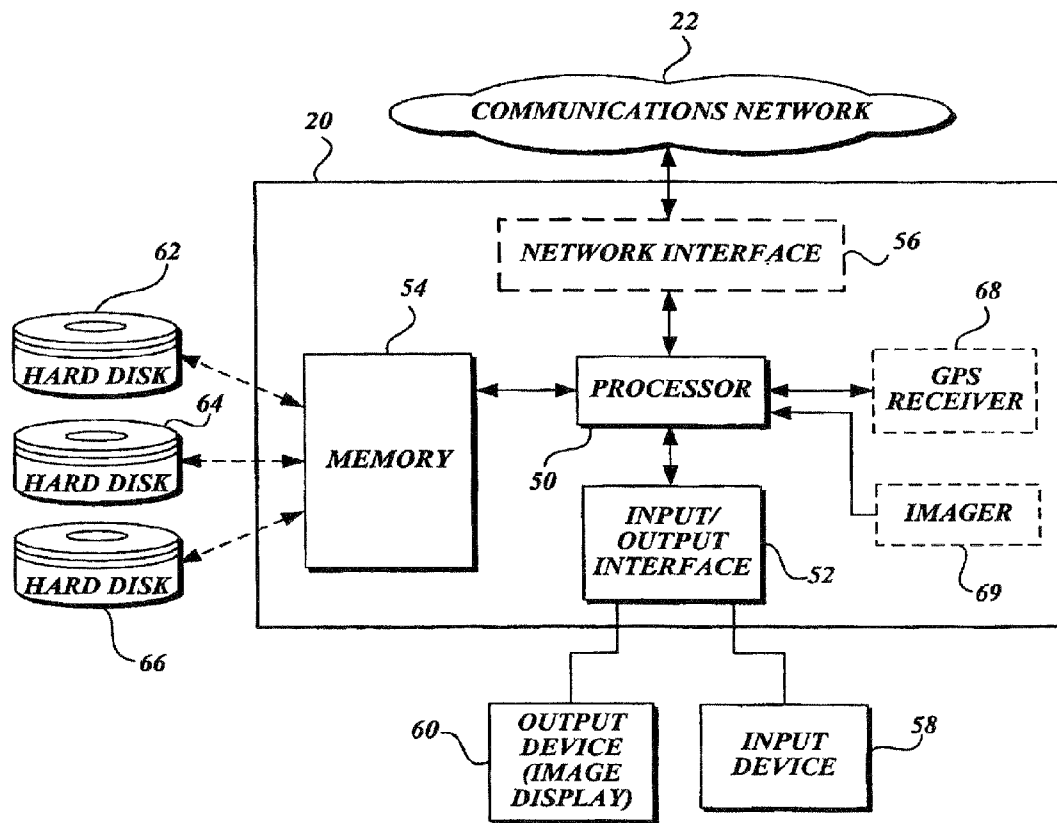 22
COMMUNICATIONS NETWORK
20
NETWORK INTERFACE
56
62
54
68
HARD DISK
PROCESSOR
GPS
RECEIVER
64
MEMORY
50
HARD DISK
INPUT/
OUTPUT
INTERFACE
IMAGER
52
HARD DISK
69
66
60
OUTPUT
DEVICE
(IMAGE
DISPLAY)
INPUT
DEVICE
58